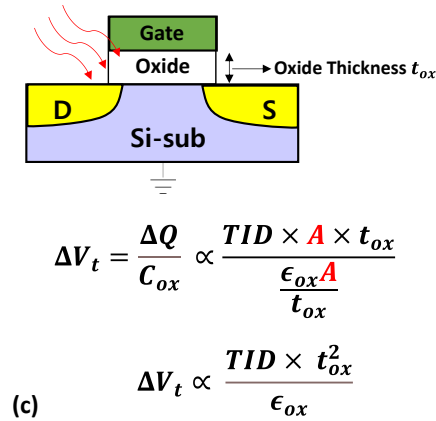 Gate
Oxide
Oxide Thickness t_ox
D
S
Si-sub
ΔV_t = ΔQ / C_ox ∝ (TID × A × t_ox) / (ϵ_ox A / t_ox)
ΔV_t ∝ (TID × t_ox^2) / ϵ_ox
(c)